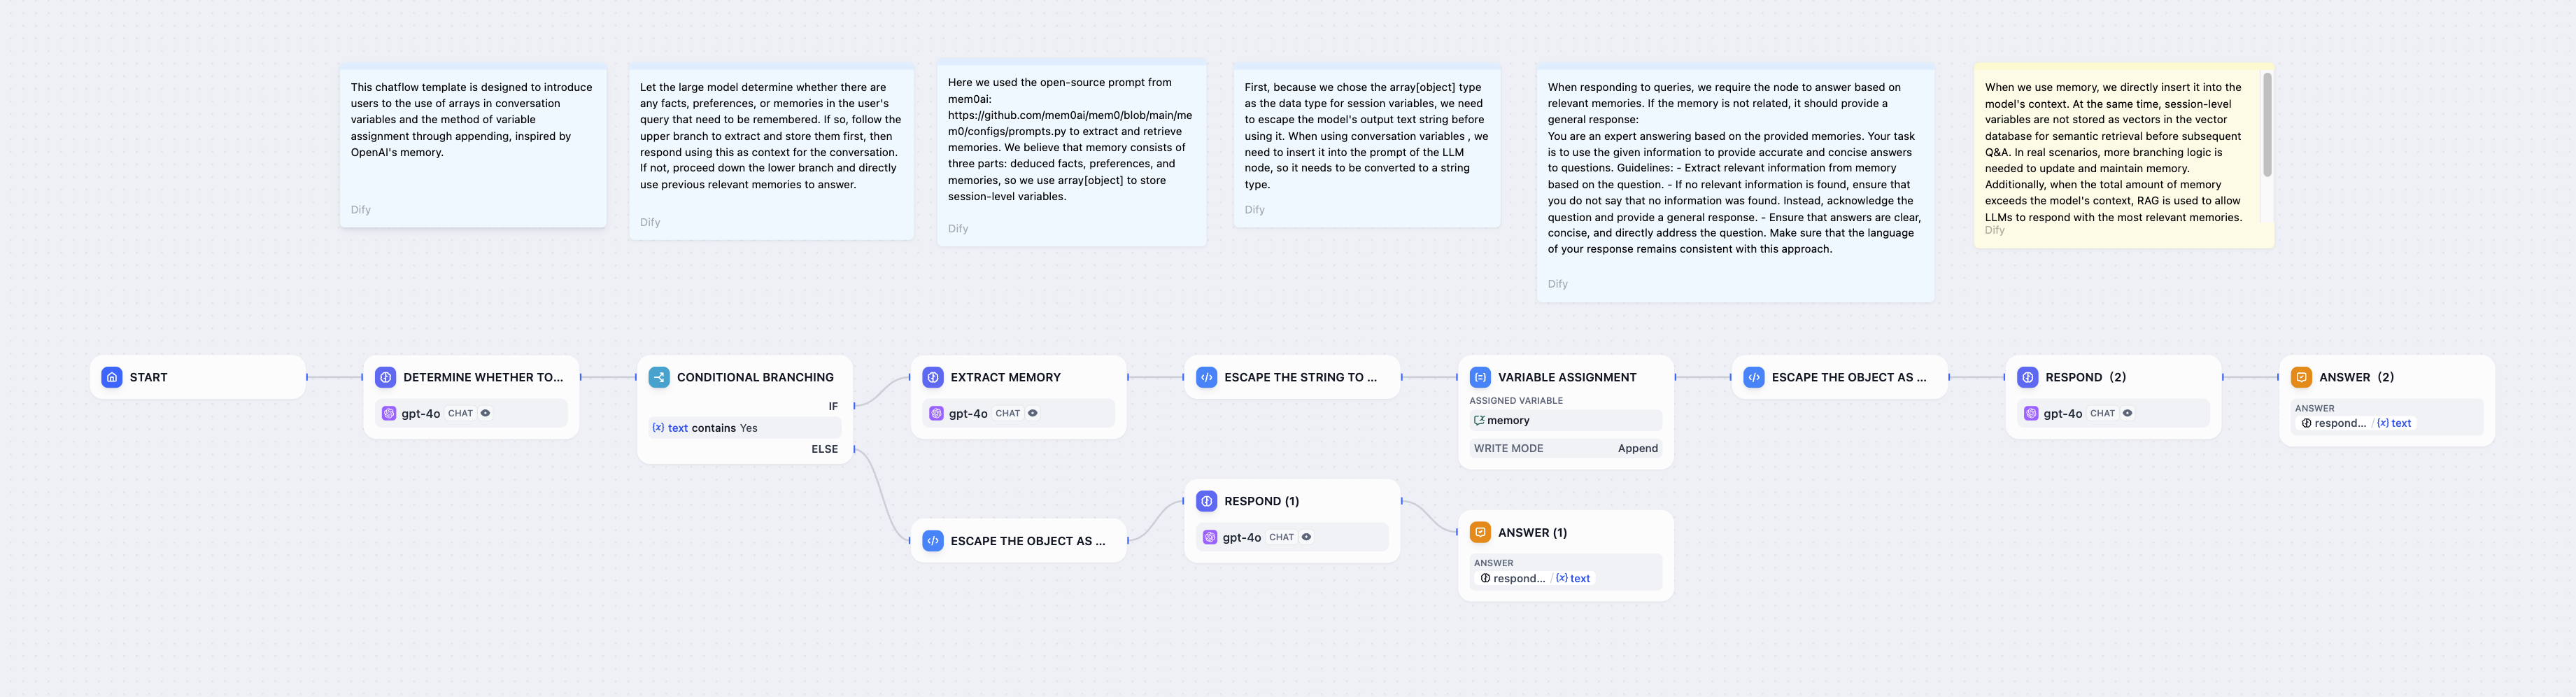 This chatflow template is designed to introduce
users to the use of arrays in conversation
variables and the method of variable
assignment through appending, inspired by
OpenAI's memory.
Dify
Let the large model determine whether there are
any facts, preferences, or memories in the user's
query that need to be remembered. If so, follow the
upper branch to extract and store them first, then
respond using this as context for the conversation.
If not, proceed down the lower branch and directly
use previous relevant memories to answer.
Dify
Here we used the open-source prompt from
mem0ai:
https://github.com/mem0ai/mem0/blob/main/me
m0/configs/prompts.py to extract and retrieve
memories. We believe that memory consists of
three parts: deduced facts, preferences, and
memories, so we use array[object] to store
session-level variables.
Dify
First, because we chose the array[object] type
as the data type for session variables, we need
to escape the model's output text string before
using it. When using conversation variables , we
need to insert it into the prompt of the LLM
node, so it needs to be converted to a string
type.
Dify
When responding to queries, we require the node to answer based on
relevant memories. If the memory is not related, it should provide a
general response:
You are an expert answering based on the provided memories. Your task
is to use the given information to provide accurate and concise answers
to questions. Guidelines: - Extract relevant information from memory
based on the question. - If no relevant information is found, ensure that
you do not say that no information was found. Instead, acknowledge the
question and provide a general response. - Ensure that answers are clear,
concise, and directly address the question. Make sure that the language
of your response remains consistent with this approach.
Dify
When we use memory, we directly insert it into the
model's context. At the same time, session-level
variables are not stored as vectors in the vector
database for semantic retrieval before subsequent
Q&A. In real scenarios, more branching logic is
needed to update and maintain memory.
Additionally, when the total amount of memory
exceeds the model's context, RAG is used to allow
LLMs to respond with the most relevant memories.
Dify
START
DETERMINE WHETHER TO...
gpt-4o CHAT
CONDITIONAL BRANCHING
IF
{x} text contains Yes
ELSE
EXTRACT MEMORY
gpt-4o CHAT
ESCAPE THE STRING TO ...
VARIABLE ASSIGNMENT
ASSIGNED VARIABLE
memory
WRITE MODE Append
ESCAPE THE OBJECT AS ...
RESPOND (2)
gpt-4o CHAT
ANSWER (2)
ANSWER
respond... / {x} text
ESCAPE THE OBJECT AS ...
RESPOND (1)
gpt-4o CHAT
ANSWER (1)
ANSWER
respond... / {x} text